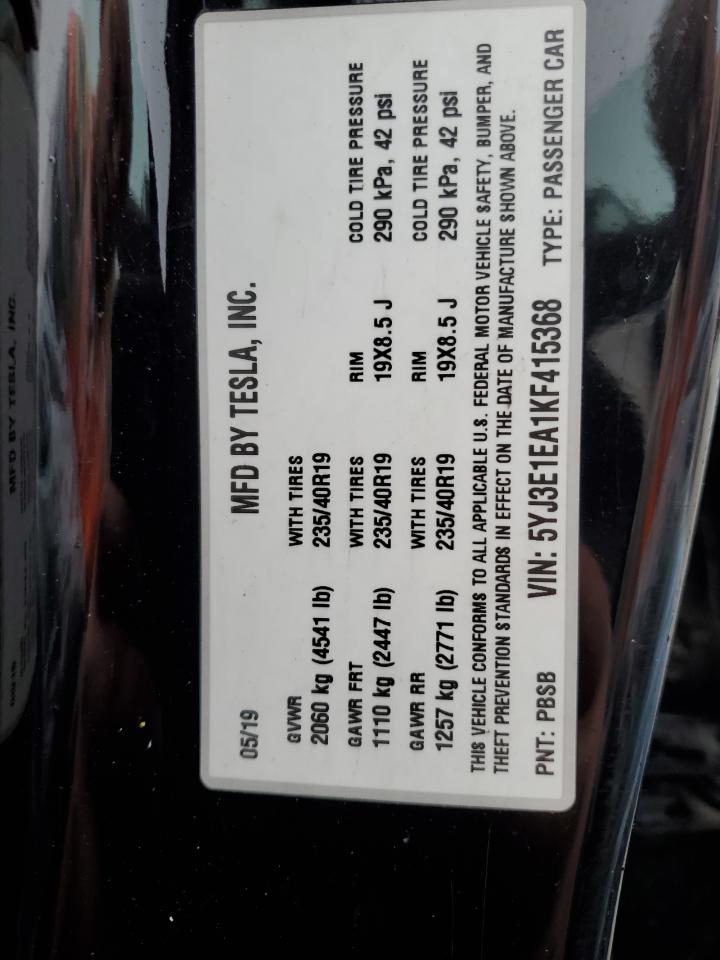 05/19 MFD BY TESLA, INC.
GVWR WITH TIRES
2060 kg (4541 lb) 235/40R19
GAWR FRT WITH TIRES RIM COLD TIRE PRESSURE
1110 kg (2447 lb) 235/40R19 19X8.5 J 290 kPa, 42 psi
GAWR RR WITH TIRES RIM COLD TIRE PRESSURE
1257 kg (2771 lb) 235/40R19 19X8.5 J 290 kPa, 42 psi
THIS VEHICLE CONFORMS TO ALL APPLICABLE U.S. FEDERAL MOTOR VEHICLE SAFETY, BUMPER, AND
THEFT PREVENTION STANDARDS IN EFFECT ON THE DATE OF MANUFACTURE SHOWN ABOVE.
PNT: PBSB VIN: 5YJ3E1EA1KF415368 TYPE: PASSENGER CAR
MFD BY TESLA, INC.